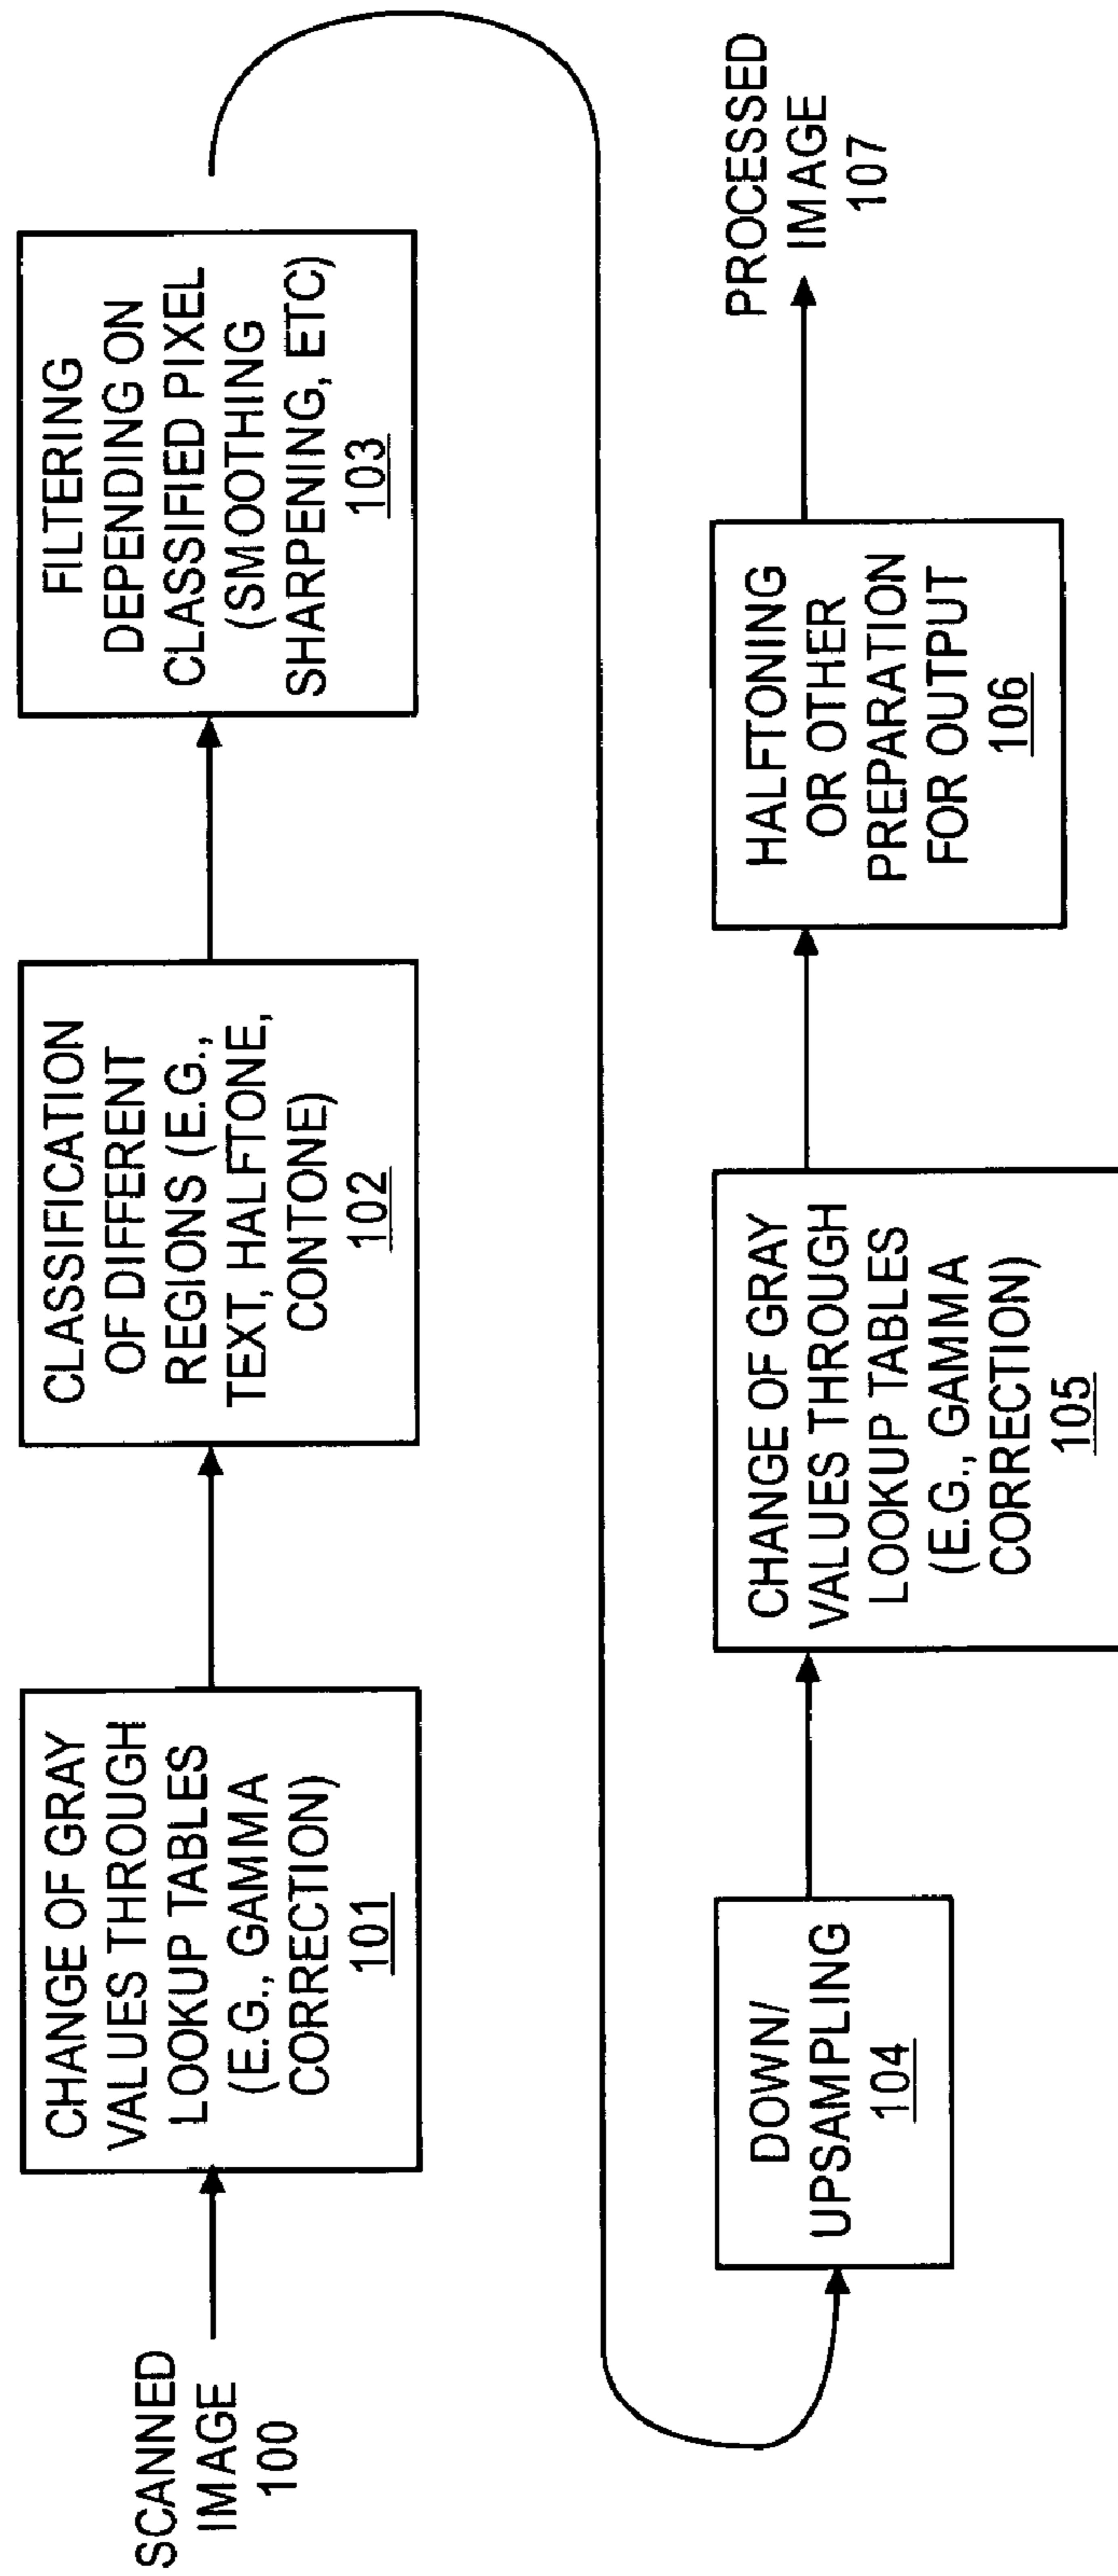 SCANNED
IMAGE
100
CHANGE OF GRAY
VALUES THROUGH
LOOKUP TABLES
(E.G., GAMMA
CORRECTION)
101
CLASSIFICATION
OF DIFFERENT
REGIONS (E.G.,
TEXT, HALFTONE,
CONTONE)
102
FILTERING
DEPENDING ON
CLASSIFIED PIXEL
(SMOOTHING
SHARPENING, ETC)
103
DOWN/
UPSAMPLING
104
CHANGE OF GRAY
VALUES THROUGH
LOOKUP TABLES
(E.G., GAMMA
CORRECTION)
105
HALFTONING
OR OTHER
PREPARATION
FOR OUTPUT
106
PROCESSED
IMAGE
107